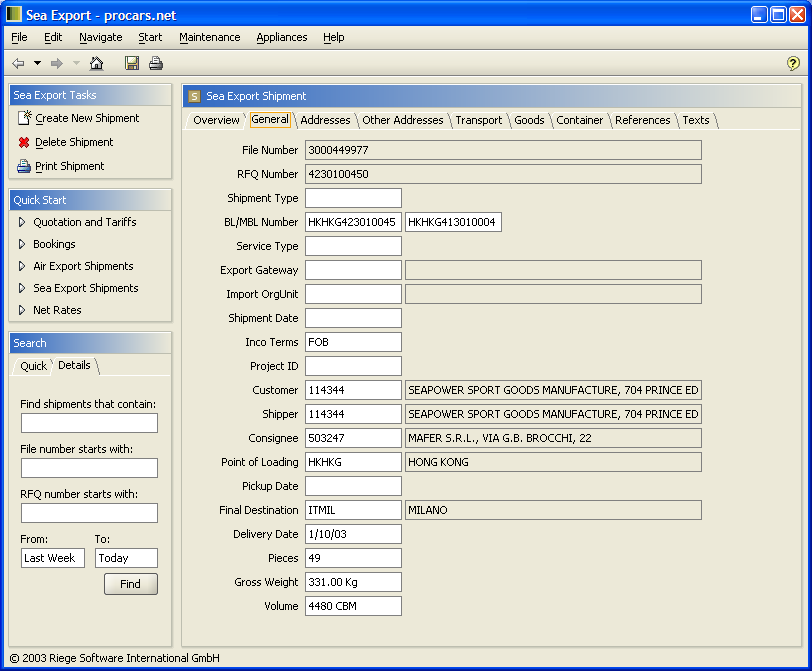 Sea Export - procars.net
File Edit Navigate Start Maintenance Appliances Help
?
Sea Export Tasks
Create New Shipment
Delete Shipment
Print Shipment
Quick Start
Quotation and Tariffs
Bookings
Air Export Shipments
Sea Export Shipments
Net Rates
Search
Quick Details
Find shipments that contain:
File number starts with:
RFQ number starts with:
From: To:
Last Week Today
Find
S Sea Export Shipment
Overview General Addresses Other Addresses Transport Goods Container References Texts
File Number 3000449977
RFQ Number 4230100450
Shipment Type
BL/MBL Number HKHKG423010045 HKHKG413010004
Service Type
Export Gateway
Import OrgUnit
Shipment Date
Inco Terms FOB
Project ID
Customer 114344 SEAPOWER SPORT GOODS MANUFACTURE, 704 PRINCE ED
Shipper 114344 SEAPOWER SPORT GOODS MANUFACTURE, 704 PRINCE ED
Consignee 503247 MAFER S.R.L., VIA G.B. BROCCHI, 22
Point of Loading HKHKG HONG KONG
Pickup Date
Final Destination ITMIL MILANO
Delivery Date 1/10/03
Pieces 49
Gross Weight 331.00 Kg
Volume 4480 CBM
© 2003 Riege Software International GmbH